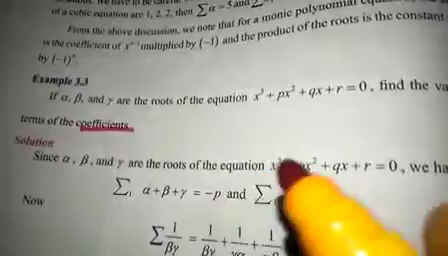 of a cubic equation are 1, 2, 2, then ∑α = 5 and ∑
From the above discussion, we note that for a monic polynomial
is the coefficient of xⁿ⁻¹ multiplied by (−1) and the product of the roots is the constant
by (−1)ⁿ.
Example 3.3
If α, β, and γ are the roots of the equation x³ + px² + qx + r = 0, find the
terms of the coefficients.
Solution
Since α, β, and γ are the roots of the equation x² + qx + r = 0, we
∑₁ α + β + γ = −p and ∑
Now
∑ 1/βγ = 1/βγ + 1/γα + 1